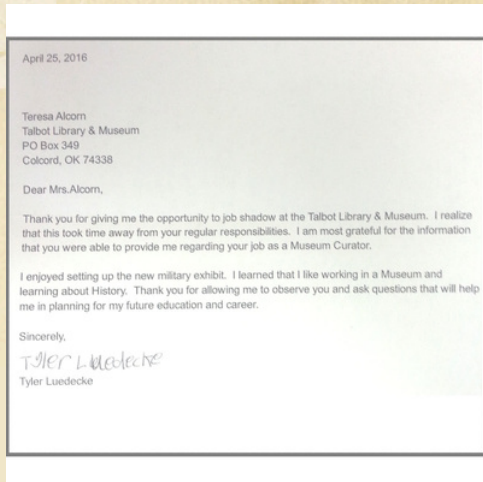 April 25, 2016
Teresa Alcorn
Talbot Library & Museum
PO Box 349
Colcord, OK 74338
Dear Mrs.Alcorn,
Thank you for giving me the opportunity to job shadow at the Talbot Library & Museum. I realize
that this took time away from your regular responsibilities. I am most grateful for the information
that you were able to provide me regarding your job as a Museum Curator.
I enjoyed setting up the new military exhibit. I learned that I like working in a Museum and
learning about History. Thank you for allowing me to observe you and ask questions that will help
me in planning for my future education and career.
Sincerely,
Tyler Luedecke
Tyler Luedecke